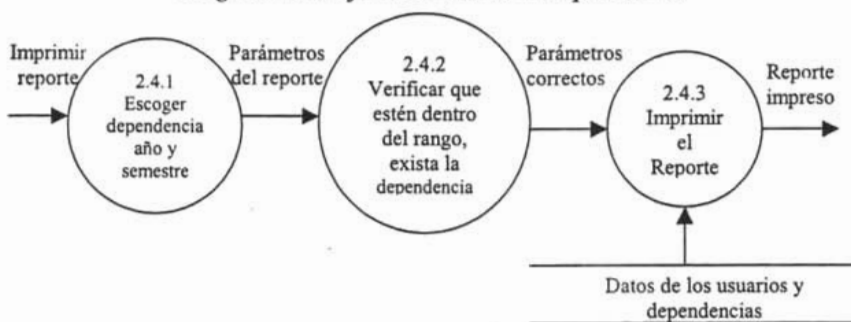 Imprimir
reporte
2.4.1
Escoger
dependencia
año y
semestre
Parámetros
del reporte
2.4.2
Verificar que
estén dentro
del rango,
exista la
dependencia
Parámetros
correctos
2.4.3
Imprimir
el
Reporte
Reporte
impreso
Datos de los usuarios y
dependencias